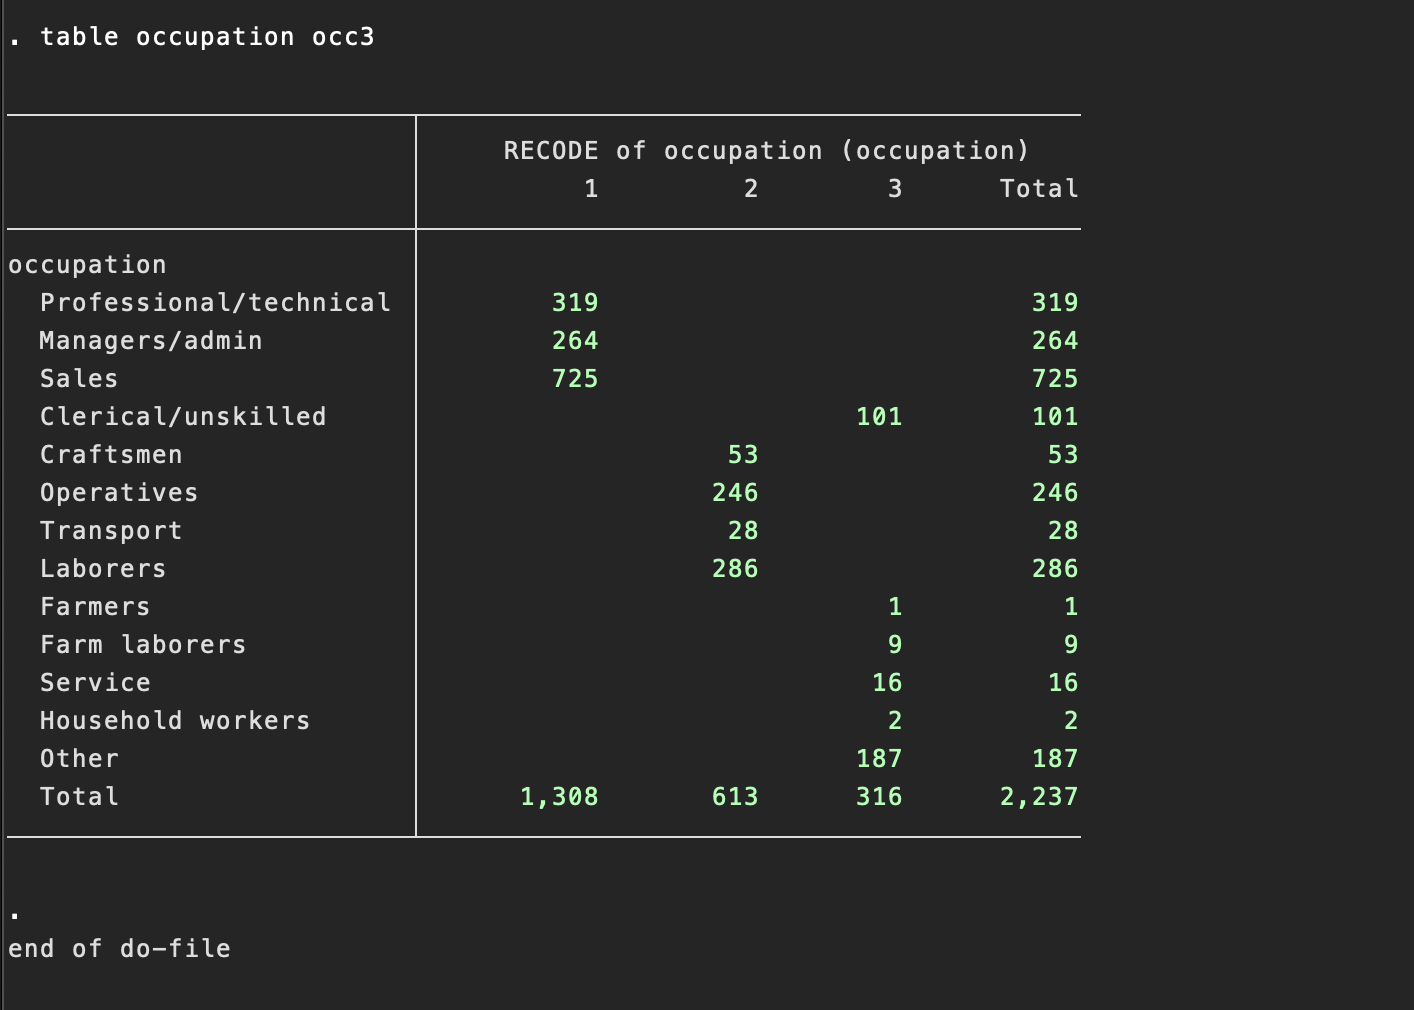 . table occupation occ3
RECODE of occupation (occupation)
1 2 3 Total
occupation
Professional/technical 319 319
Managers/admin 264 264
Sales 725 725
Clerical/unskilled 101 101
Craftsmen 53 53
Operatives 246 246
Transport 28 28
Laborers 286 286
Farmers 1 1
Farm laborers 9 9
Service 16 16
Household workers 2 2
Other 187 187
Total 1,308 613 316 2,237
.
end of do-file